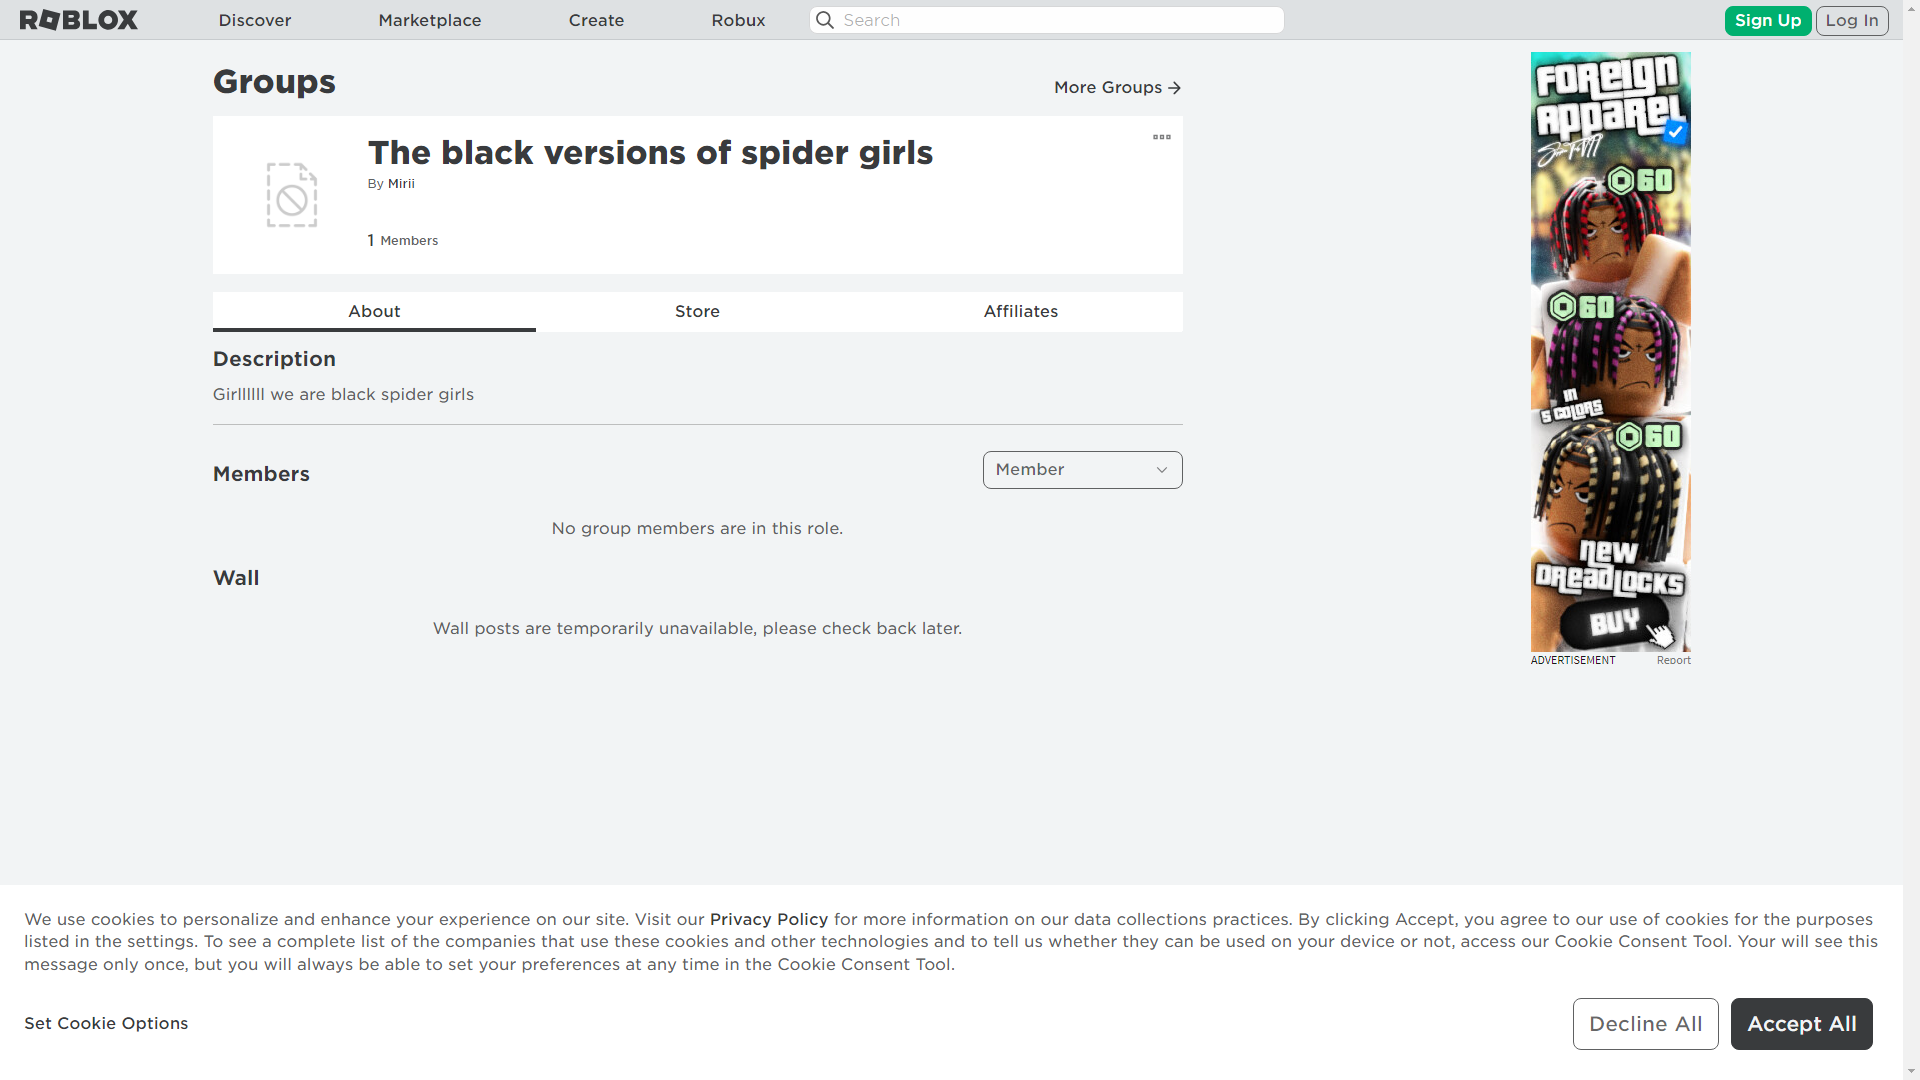 ROBLOX
Discover
Marketplace
Create
Robux
Search
Sign Up
Log In
Groups
More Groups
The black versions of spider girls
By Mirii
1 Members
About
Store
Affiliates
Description
Girllllll we are black spider girls
Members
Member
No group members are in this role.
Wall
Wall posts are temporarily unavailable, please check back later.
FOREIGN
APPAREL
60
60
IN
5 COLORS
60
NEW
DREADLOCKS
BUY
ADVERTISEMENT
Report
We use cookies to personalize and enhance your experience on our site. Visit our Privacy Policy for more information on our data collections practices. By clicking Accept, you agree to our use of cookies for the purposes
listed in the settings. To see a complete list of the companies that use these cookies and other technologies and to tell us whether they can be used on your device or not, access our Cookie Consent Tool. Your will see this
message only once, but you will always be able to set your preferences at any time in the Cookie Consent Tool.
Set Cookie Options
Decline All
Accept All